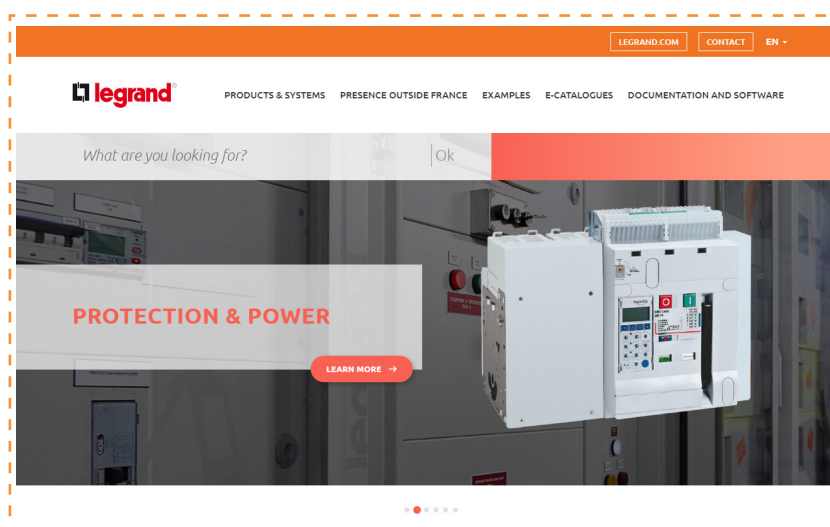 LEGRAND.COM CONTACT EN
legrand®
PRODUCTS & SYSTEMS PRESENCE OUTSIDE FRANCE EXAMPLES E-CATALOGUES DOCUMENTATION AND SOFTWARE
What are you looking for? Ok
PROTECTION & POWER
LEARN MORE →